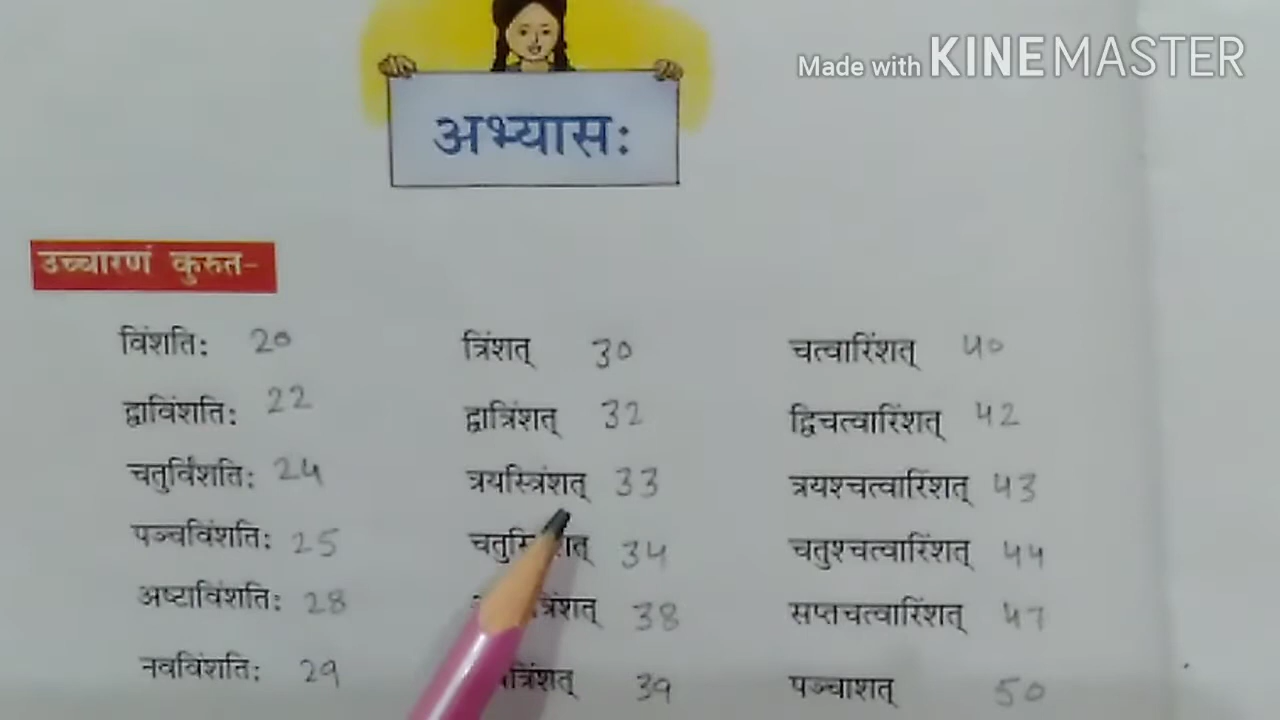 Made with KINEMASTER
अभ्यासः
उच्चारणं कुरुत-
विंशतिः 20 त्रिंशत् 30 चत्वारिंशत् 40
द्वाविंशतिः 22 द्वात्रिंशत् 32 द्विचत्वारिंशत् 42
चतुर्विंशतिः 24 त्रयस्त्रिंशत् 33 त्रयश्चत्वारिंशत् 43
पञ्चविंशतिः 25 34 चतुश्चत्वारिंशत् 44
अष्टाविंशतिः 28 38 सप्तचत्वारिंशत् 47
नवविंशतिः 29 39 पञ्चाशत् 50